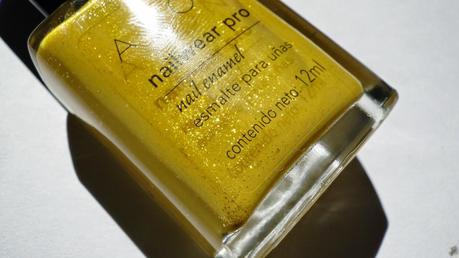 nailwear pro
nail enamel
esmalte para uñas
contenido neto: 12ml